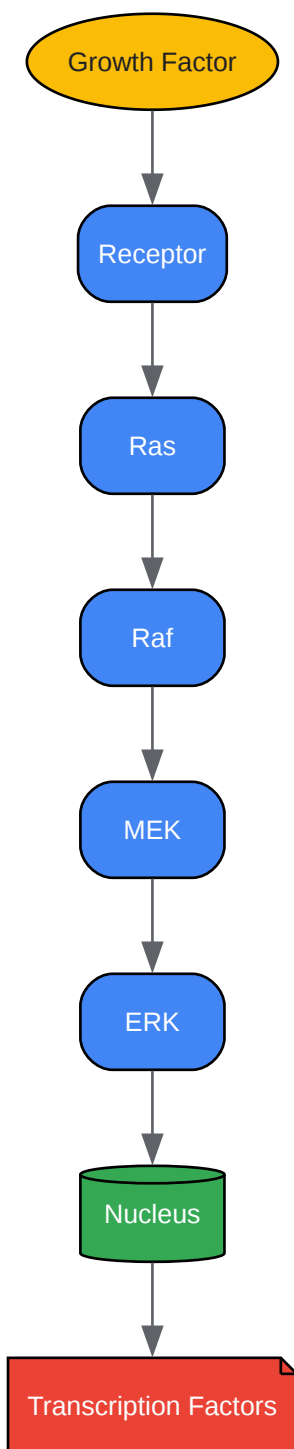 Growth Factor
Receptor
Ras
Raf
MEK
ERK
Nucleus
Transcription Factors